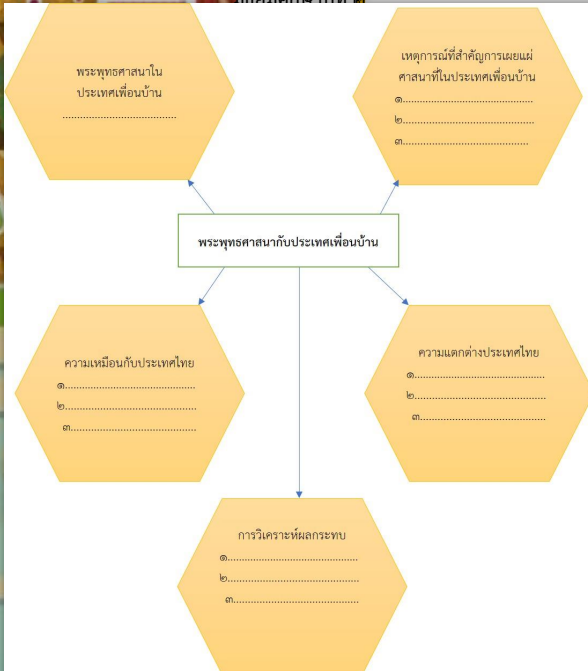 พระพุทธศาสนาใน
ประเทศเพื่อนบ้าน
.......................................
เหตุการณ์ที่สำคัญการเผยแผ่
ศาสนาที่ในประเทศเพื่อนบ้าน
๑.............................................
๒.............................................
๓...........................................
พระพุทธศาสนากับประเทศเพื่อนบ้าน
ความเหมือนกับประเทศไทย
๑.............................................
๒.............................................
๓...........................................
ความแตกต่างประเทศไทย
๑.............................................
๒.............................................
๓...........................................
การวิเคราะห์ผลกระทบ
๑.............................................
๒.............................................
๓...........................................